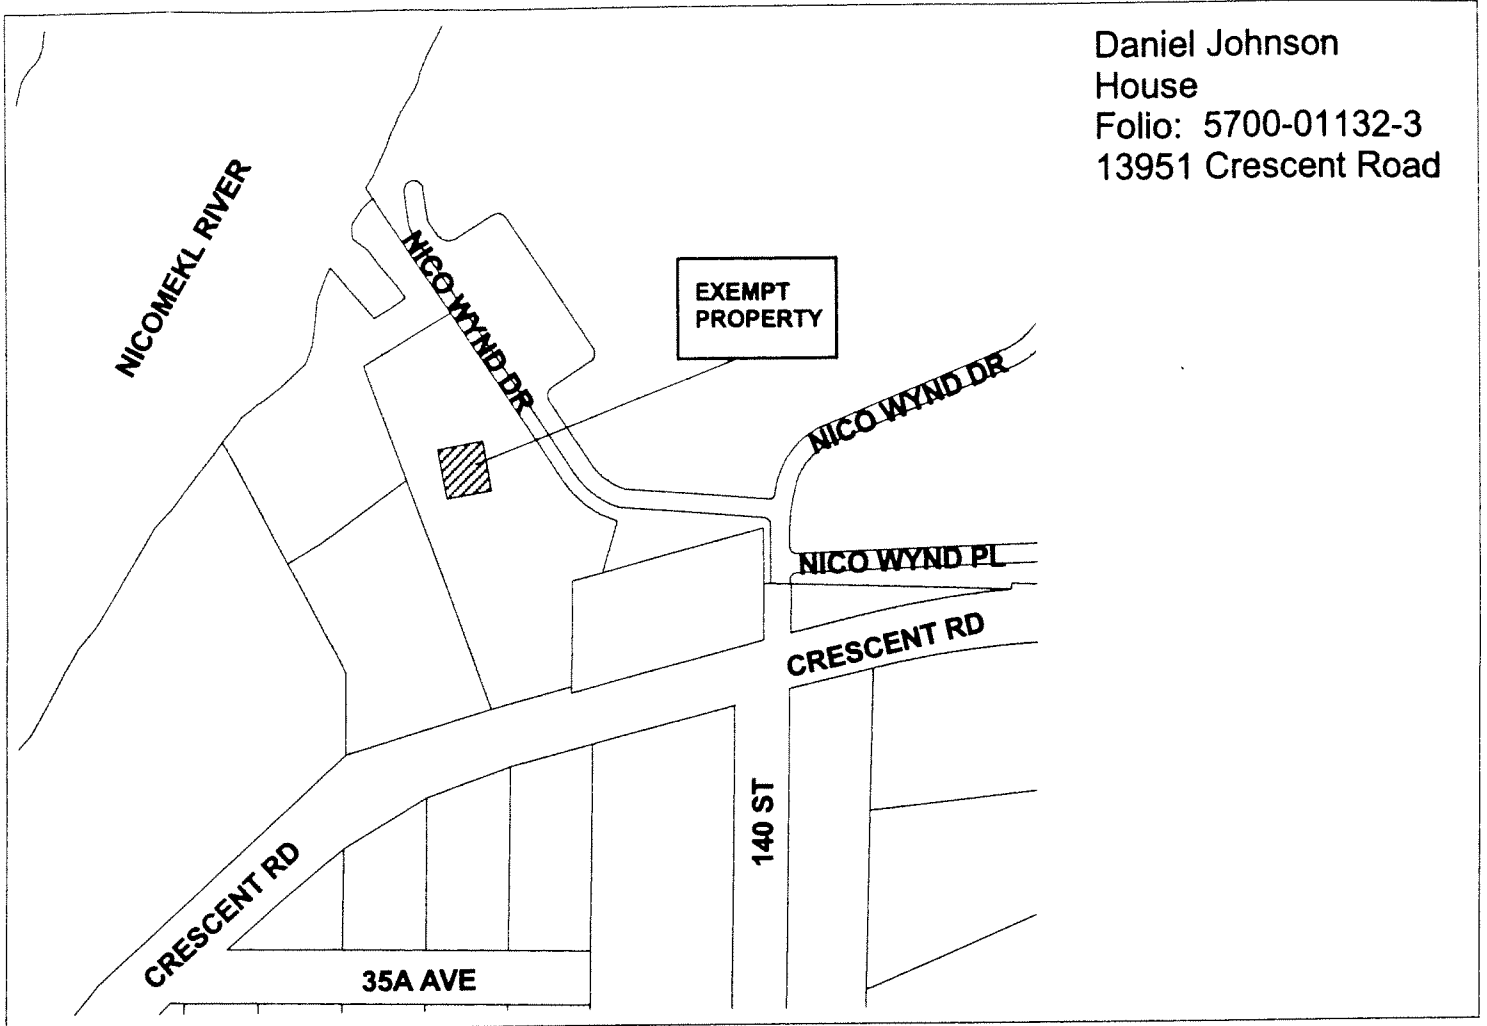 Daniel Johnson
House
Folio: 5700-01132-3
13951 Crescent Road
NICOMEKL RIVER
NICO WYND DR
EXEMPT
PROPERTY
NICO WYND DR
NICO WYND PL
CRESCENT RD
140 ST
CRESCENT RD
35A AVE